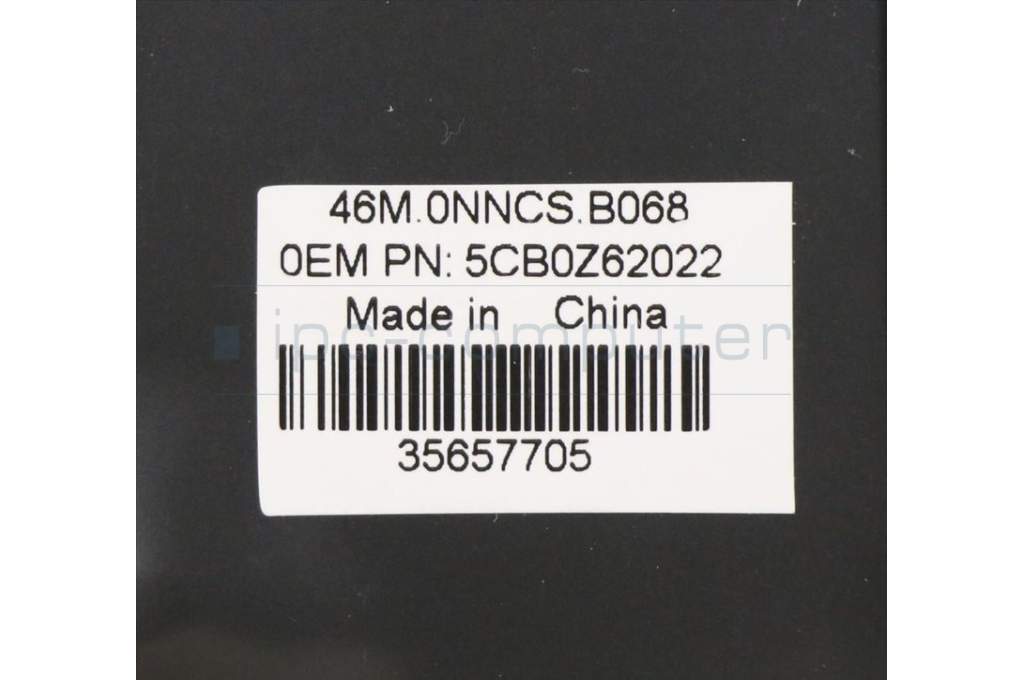 46M.0NNCS.B068
0EM PN: 5CB0Z62022
Made in China
ipc-computer
35657705